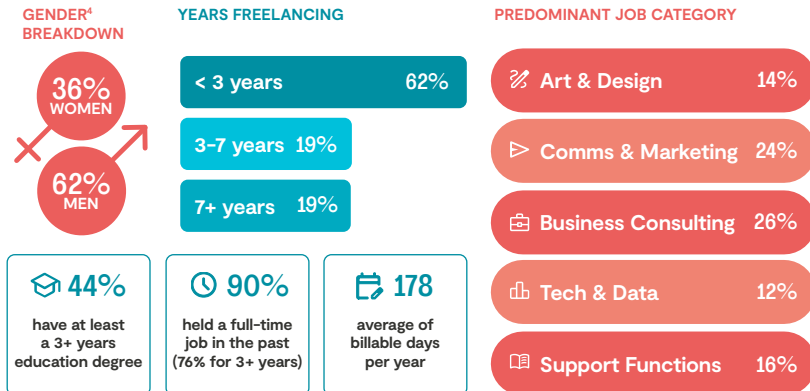 GENDER⁴
BREAKDOWN
36%
WOMEN
62%
MEN
YEARS FREELANCING
< 3 years 62%
3-7 years 19%
7+ years 19%
44%
have at least
a 3+ years
education degree
90%
held a full-time
job in the past
(76% for 3+ years)
178
average of
billable days
per year
PREDOMINANT JOB CATEGORY
Art & Design 14%
Comms & Marketing 24%
Business Consulting 26%
Tech & Data 12%
Support Functions 16%